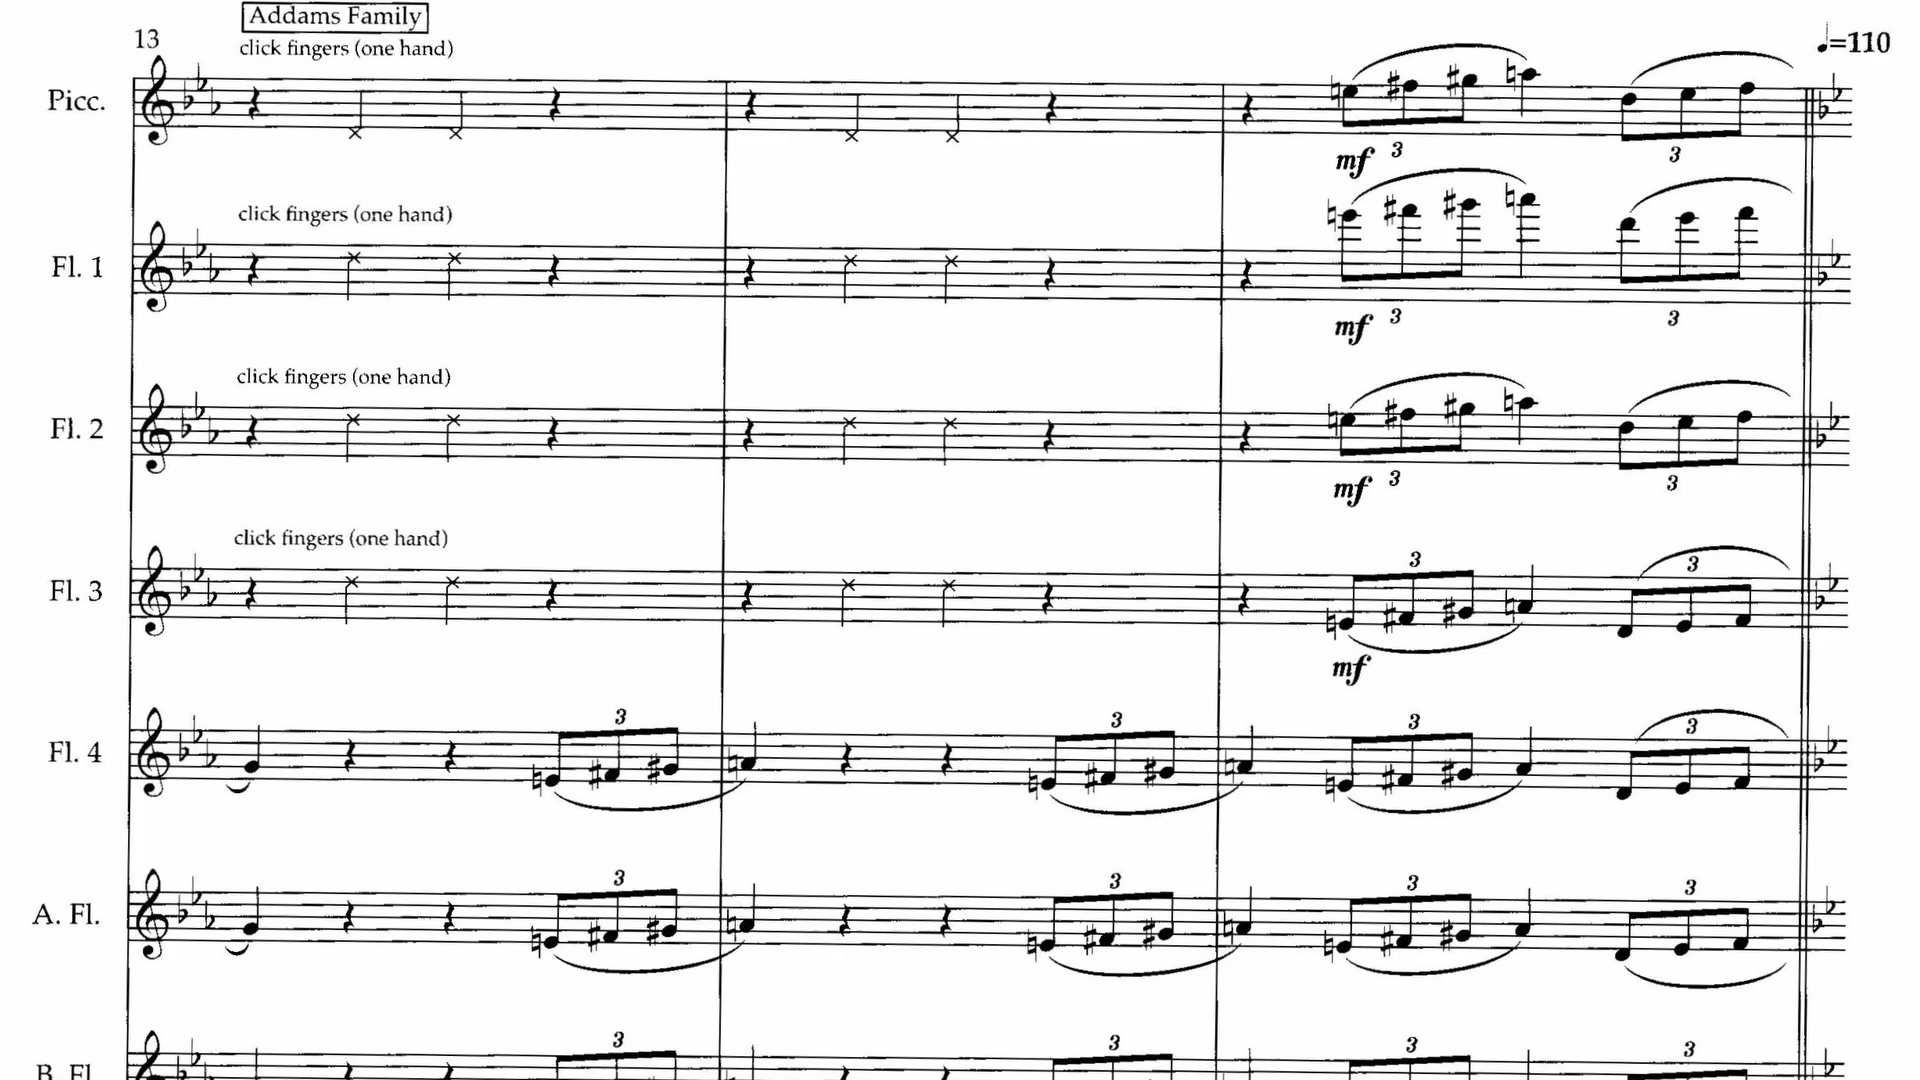 Addams Family
13
click fingers (one hand)
♩=110
Picc.
mf 3
3
click fingers (one hand)
Fl. 1
mf 3
3
click fingers (one hand)
Fl. 2
mf 3
3
click fingers (one hand)
3 3
Fl. 3
mf
3 3 3 3
Fl. 4
3 3 3 3
A. Fl.
3 3 3 3
B. Fl.